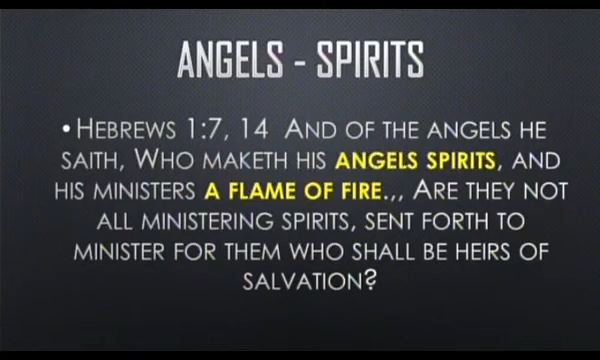 ANGELS - SPIRITS
• HEBREWS 1:7, 14 AND OF THE ANGELS HE
SAITH, WHO MAKETH HIS ANGELS SPIRITS, AND
HIS MINISTERS A FLAME OF FIRE.,, ARE THEY NOT
ALL MINISTERING SPIRITS, SENT FORTH TO
MINISTER FOR THEM WHO SHALL BE HEIRS OF
SALVATION?